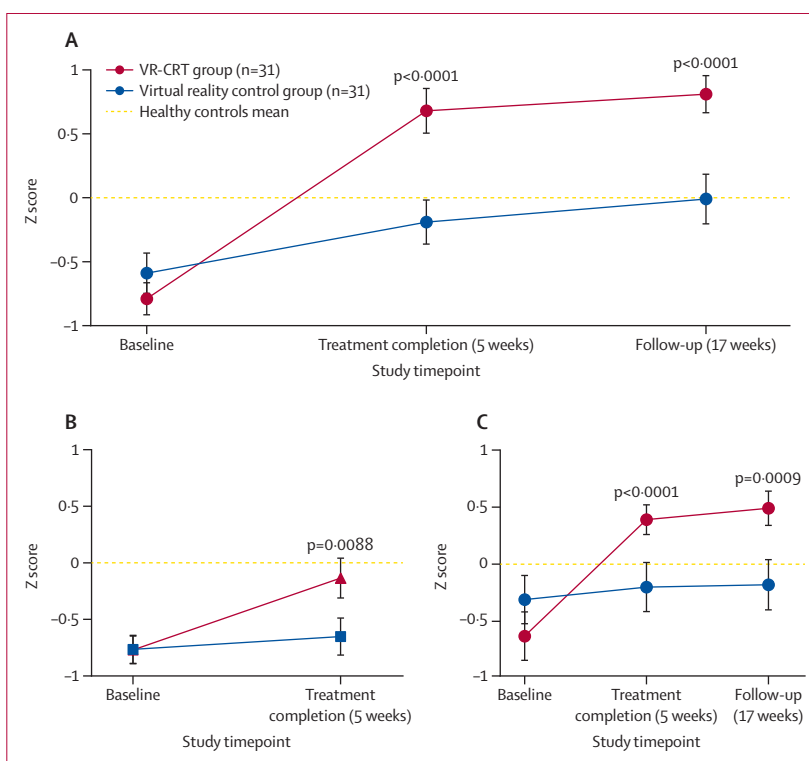 A
VR-CRT group (n=31)
Virtual reality control group (n=31)
Healthy controls mean
p<0·0001
p<0·0001
1
0·5
0
–0·5
–1
Z score
Baseline
Treatment completion (5 weeks)
Follow-up (17 weeks)
Study timepoint
B
1
0·5
0
–0·5
–1
Z score
p=0·0088
Baseline
Treatment
completion (5 weeks)
Study timepoint
C
1
0·5
0
–0·5
–1
Z score
p<0·0001
p=0·0009
Baseline
Treatment
completion (5 weeks)
Follow-up
(17 weeks)
Study timepoint